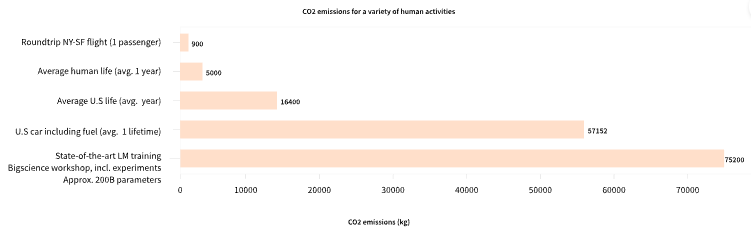 CO2 emissions for a variety of human activities
Roundtrip NY-SF flight (1 passenger)
900
Average human life (avg. 1 year)
5000
Average U.S life (avg.  year)
16400
U.S car including fuel (avg.  1 lifetime)
57152
State-of-the-art LM training
Bigscience workshop, incl. experiments
Approx. 200B parameters
75200
0 10000 20000 30000 40000 50000 60000 70000
CO2 emissions (kg)